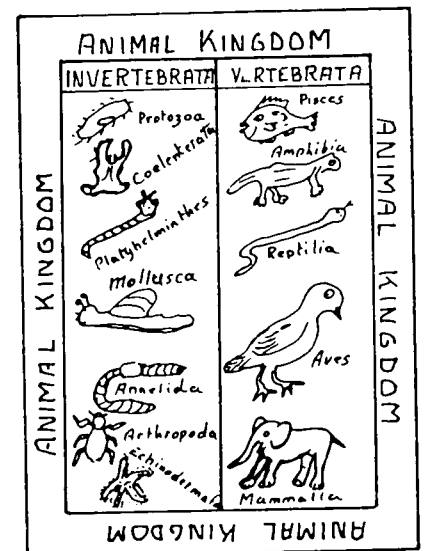 ANIMAL KINGDOM
INVERTEBRATA
VERTEBRATA
Protozoa
Coelenterata
Platyhelminthes
Mollusca
Annelida
Arthropoda
Echinodermata
Pisces
Amphibia
Reptilia
Aves
Mammalla
ANIMAL KINGDOM
ANIMAL KINGDOM
ANIMAL KINGDOM